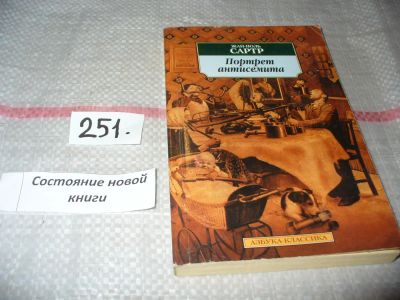 ЖАН-ПОЛЬ
САРТР
Портрет
антисемита
251.
Состояние новой
книги
АЗБУКА-КЛАССИКА